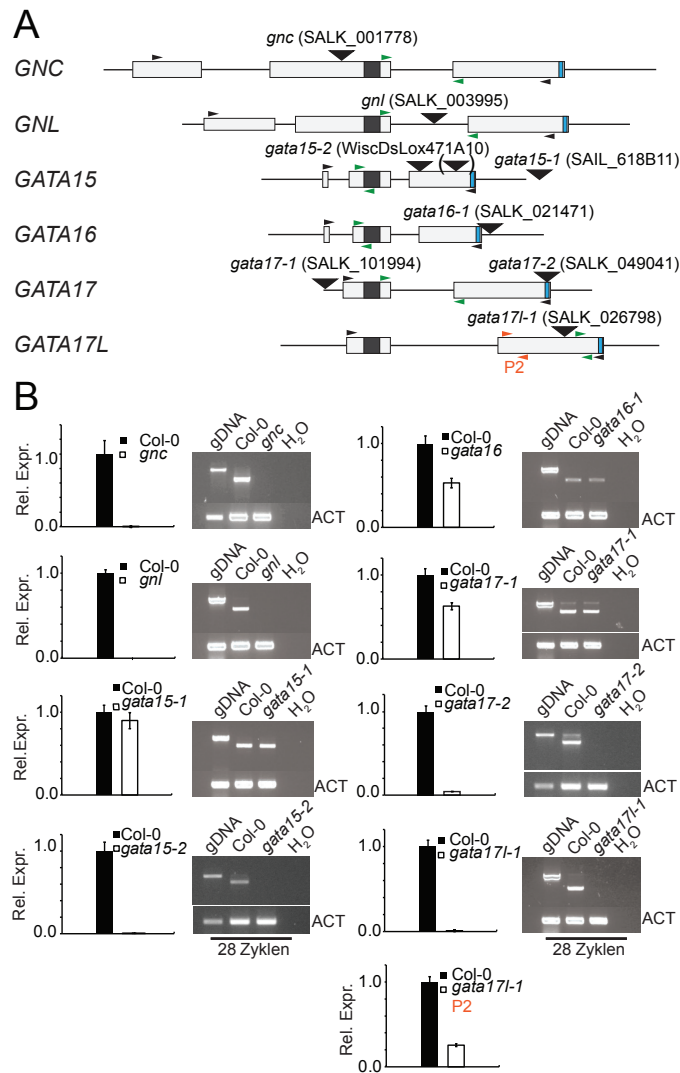 A
gnc (SALK_001778)
GNC
gnl (SALK_003995)
GNL
gata15-2 (WiscDsLox471A10)
( )
gata15-1 (SAIL_618B11)
GATA15
gata16-1 (SALK_021471)
GATA16
gata17-1 (SALK_101994)
gata17-2 (SALK_049041)
GATA17
gata17l-1 (SALK_026798)
GATA17L
P2
B
Rel. Expr.
1.0
0.0
Col-0
gnc
gDNA
Col-0
gnc
H2O
ACT
1.0
0.0
Col-0
gata16
gDNA
Col-0
gata16-1
H2O
ACT
Rel. Expr.
1.0
0.0
Col-0
gnl
gDNA
Col-0
gnl
H2O
ACT
1.0
0.0
Col-0
gata17-1
gDNA
Col-0
gata17-1
H2O
ACT
Rel.Expr.
1.0
0.0
Col-0
gata15-1
gDNA
Col-0
gata15-1
H2O
ACT
1.0
0.0
Col-0
gata17-2
gDNA
Col-0
gata17-2
H2O
ACT
Rel. Expr.
1.0
0.0
Col-0
gata15-2
gDNA
Col-0
gata15-2
H2O
ACT
28 Zyklen
1.0
0.0
Col-0
gata17l-1
gDNA
Col-0
gata17l-1
H2O
ACT
28 Zyklen
Rel. Expr.
1.0
0.0
Col-0
gata17l-1
P2